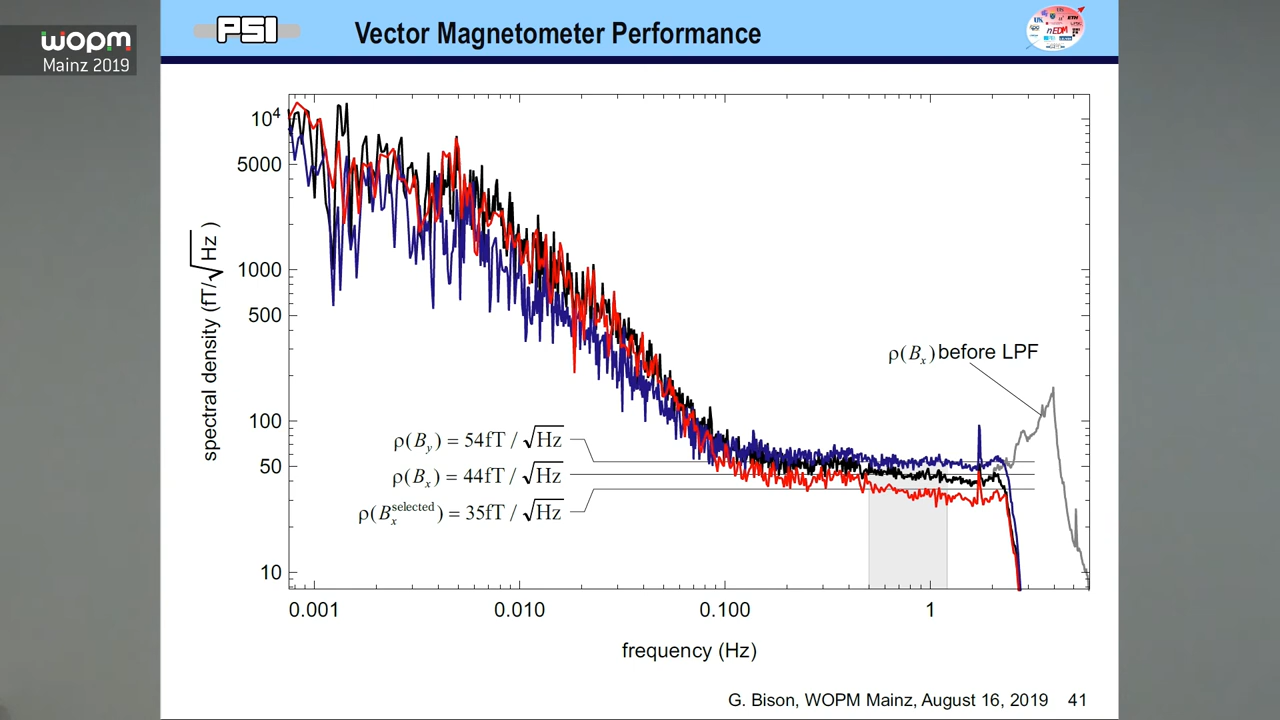 wopm
Mainz 2019
PSI
Vector Magnetometer Performance
nEDM
ETH
10⁴
5000
1000
500
100
50
10
spectral density (fT/√Hz )
ρ(Bₓ) before LPF
ρ(B_y) = 54fT / √Hz
ρ(Bₓ) = 44fT / √Hz
ρ(Bₓ^selected) = 35fT / √Hz
0.001 0.010 0.100 1
frequency (Hz)
G. Bison, WOPM Mainz, August 16, 2019 41